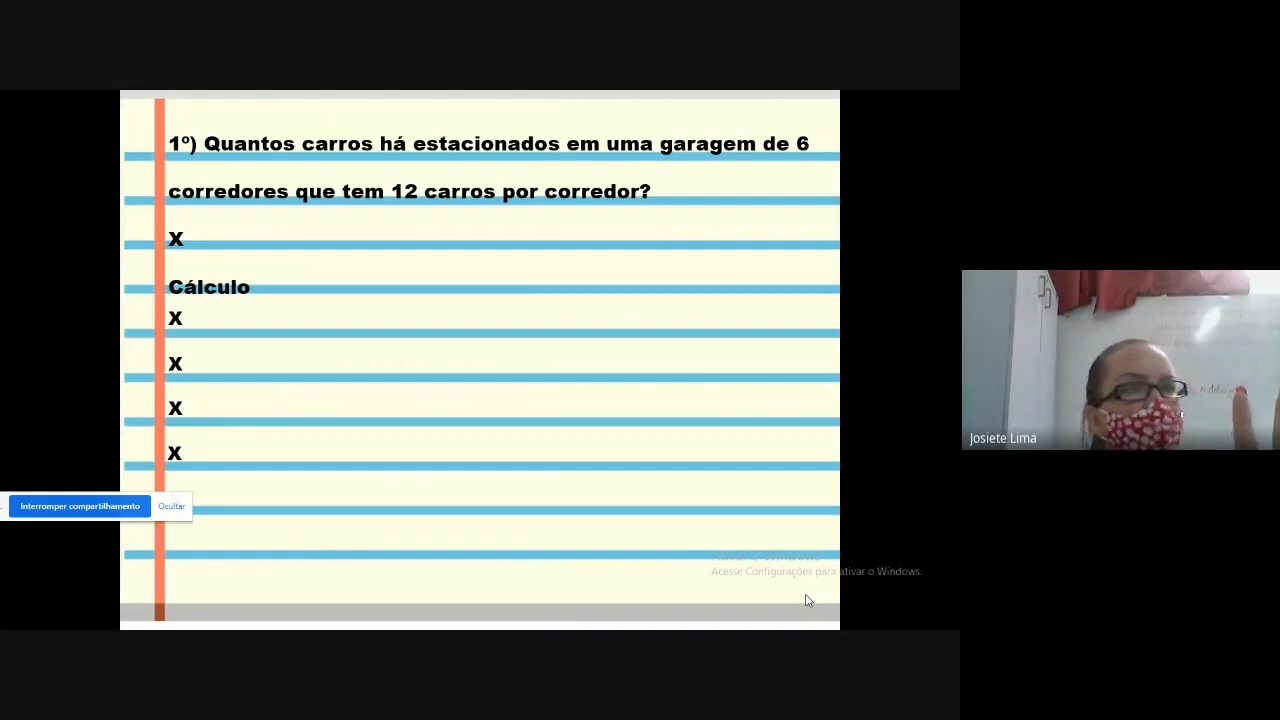 1º) Quantos carros há estacionados em uma garagem de 6
corredores que tem 12 carros por corredor?
X
Cálculo
X
X
X
X
Interromper compartilhamento Ocultar
Acesse Configurações para ativar o Windows.
Josiete Lima